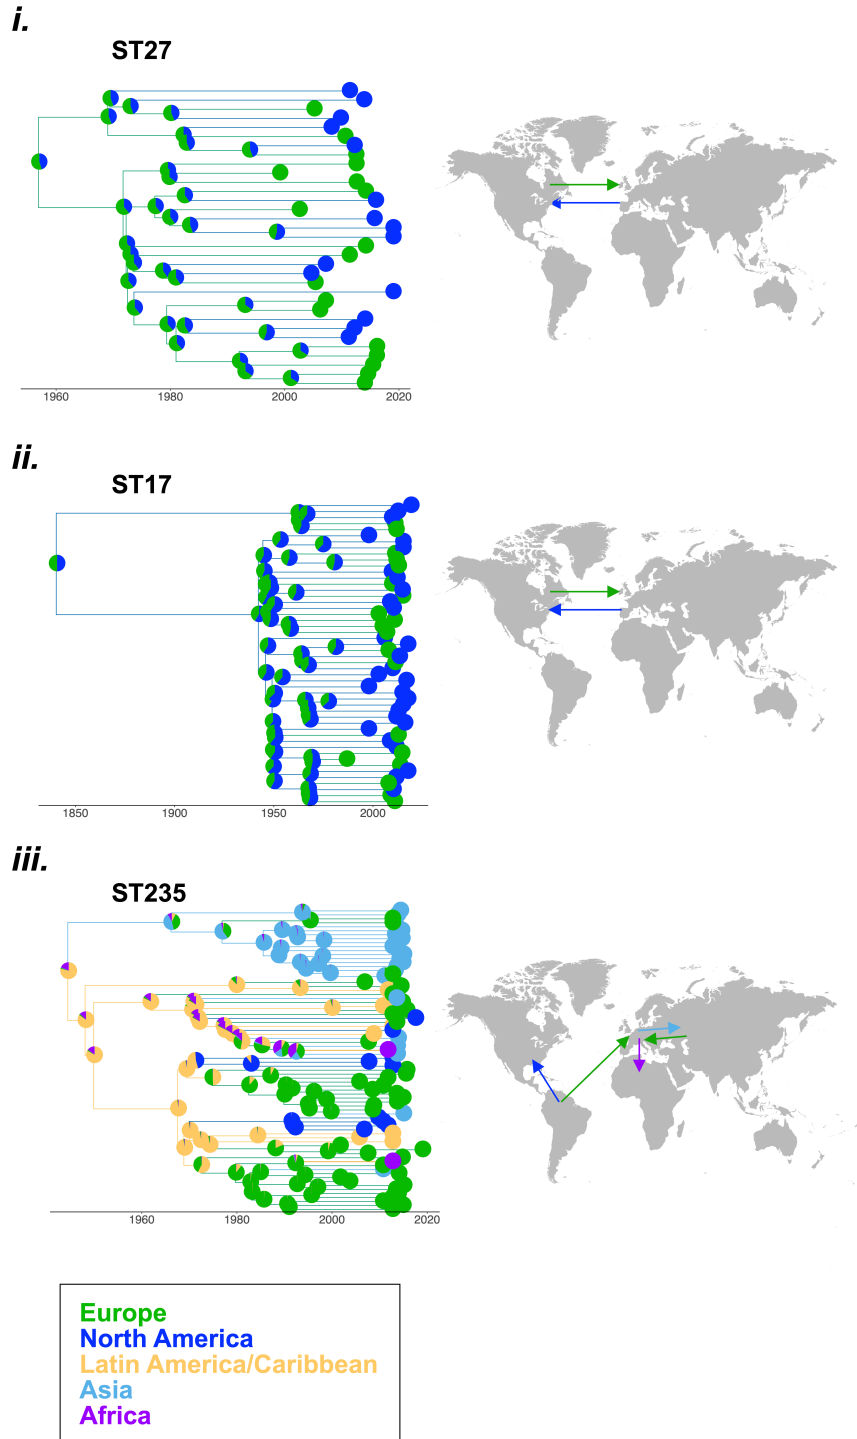 i.
ST27
1960 1980 2000 2020
ii.
ST17
1850 1900 1950 2000
iii.
ST235
1960 1980 2000 2020
Europe
North America
Latin America/Caribbean
Asia
Africa